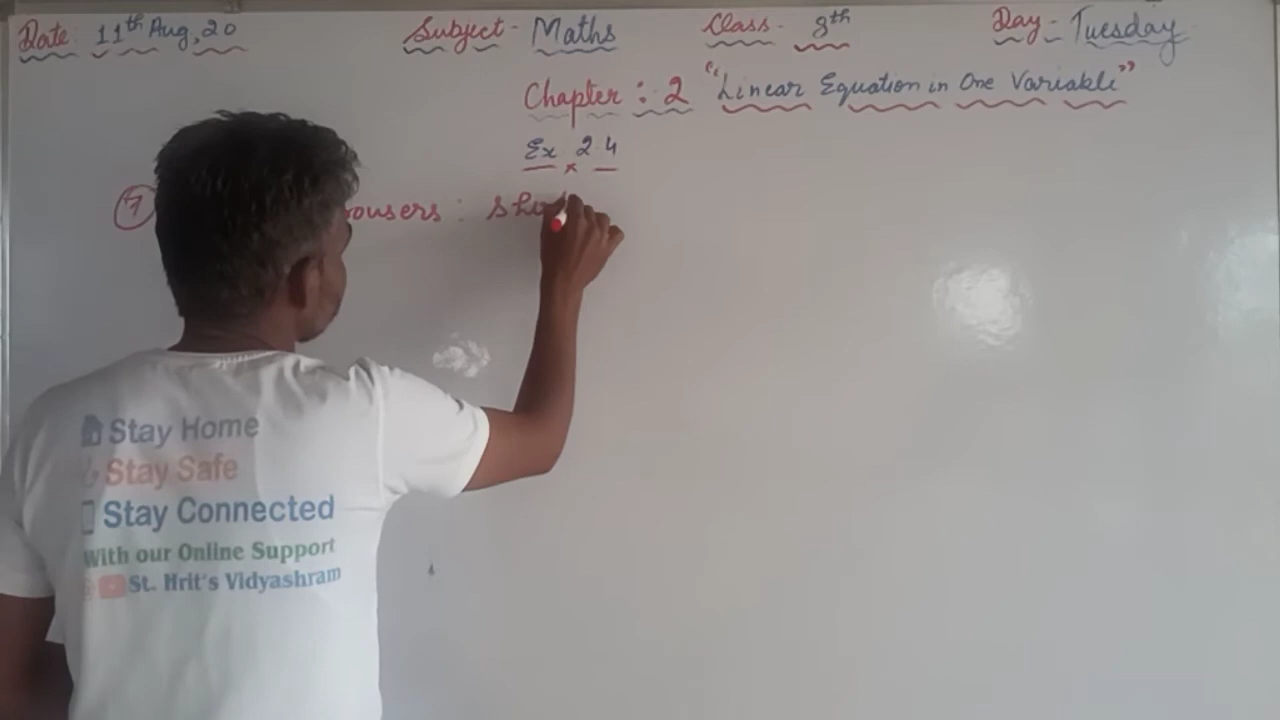 Date: 11th Aug, 20 Subject - Maths Class - 8th Day - Tuesday
Chapter : 2 "Linear Equation in One Variable"
Ex 2.4
7 rousers :
Stay Home
Stay Safe
Stay Connected
With our Online Support
St. Hrit's Vidyashram